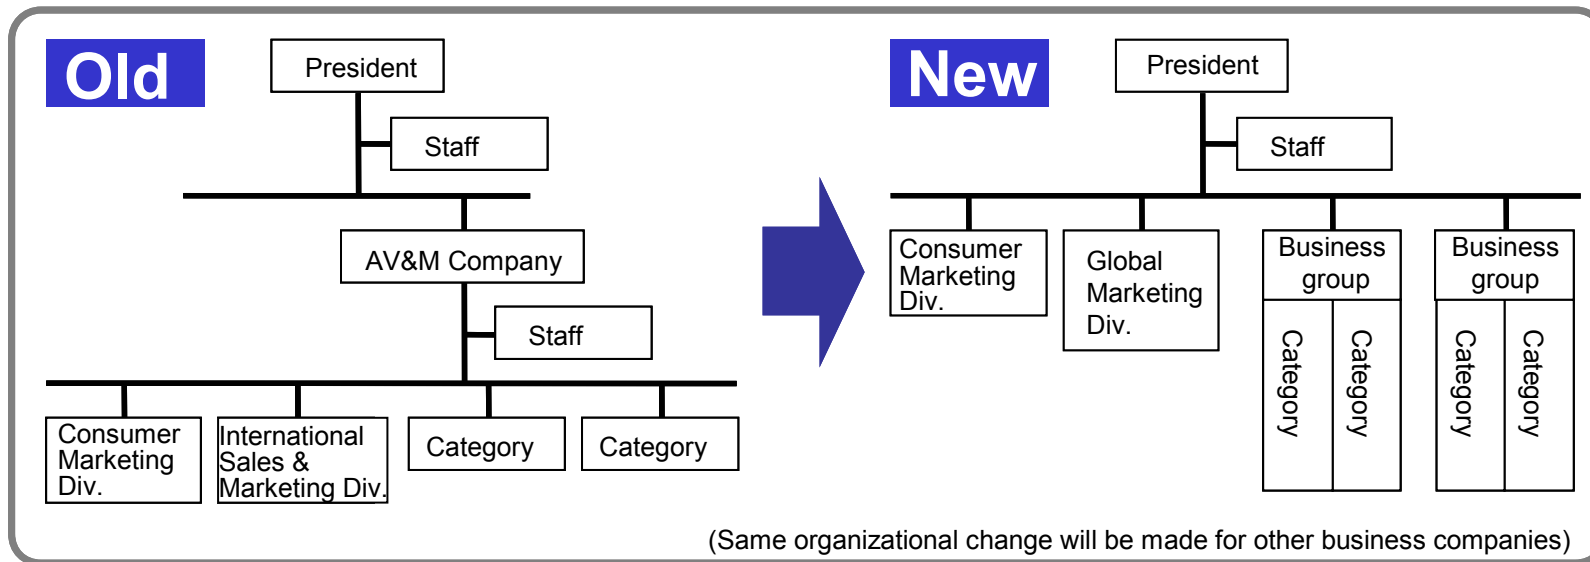 Old
President
Staff
AV&M Company
Staff
Consumer
Marketing
Div.
International
Sales &
Marketing Div.
Category
Category
New
President
Staff
Consumer
Marketing
Div.
Global
Marketing
Div.
Business
group
Category
Category
Business
group
Category
Category
(Same organizational change will be made for other business companies)